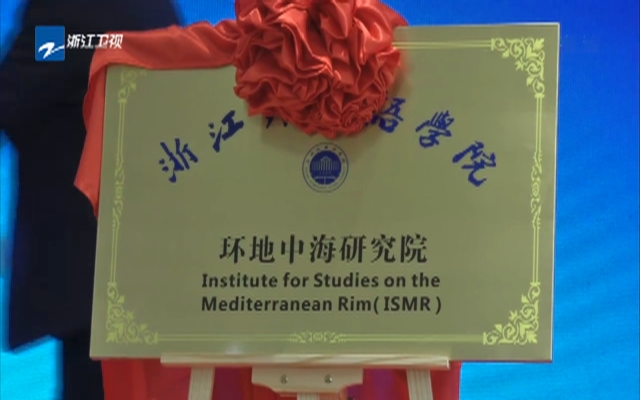 浙江卫视
浙江 语學院
环地中海研究院
Institute for Studies on the
Mediterranean Rim( ISMR )